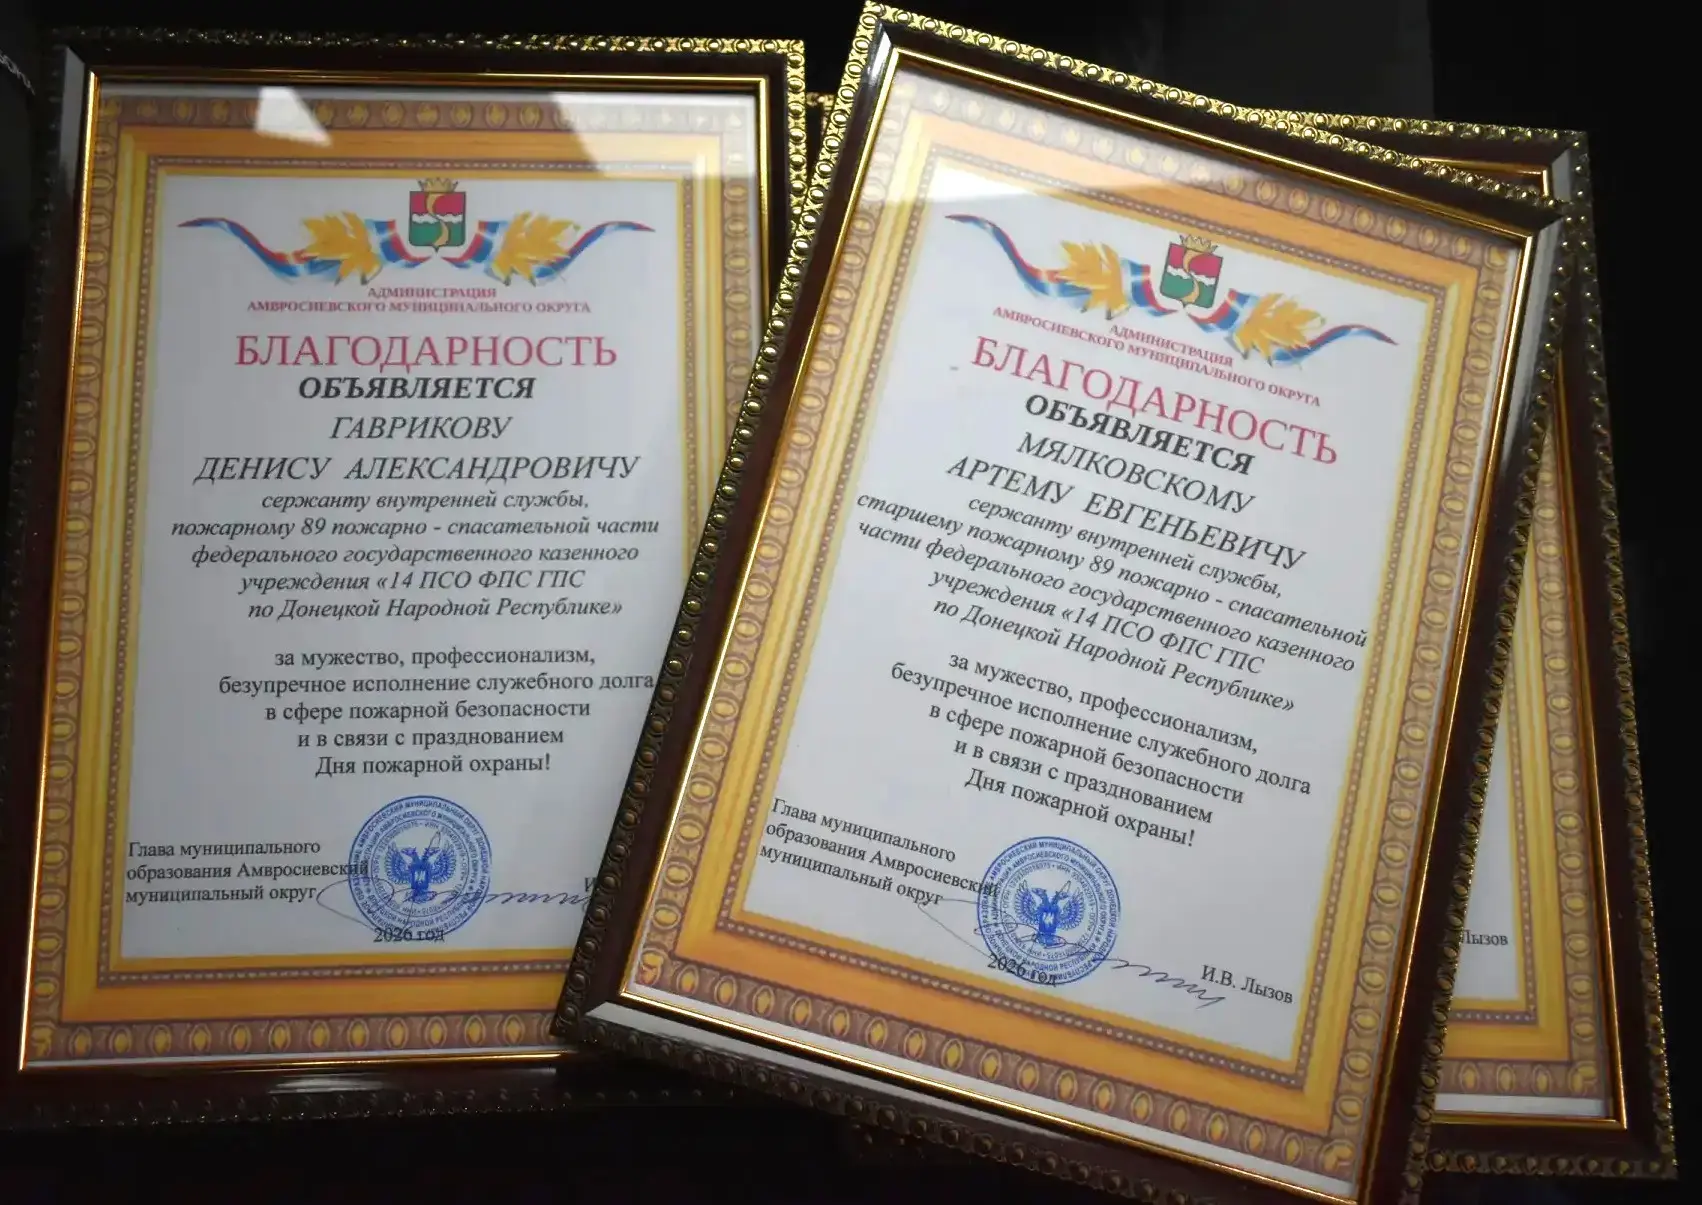 АДМИНИСТРАЦИЯ
АМВРОСИЕВСКОГО МУНИЦИПАЛЬНОГО ОКРУГА
БЛАГОДАРНОСТЬ
ОБЪЯВЛЯЕТСЯ
ГАВРИКОВУ
ДЕНИСУ АЛЕКСАНДРОВИЧУ
сержанту внутренней службы,
пожарному 89 пожарно - спасательной части
федерального государственного казенного
учреждения «14 ПСО ФПС ГПС
по Донецкой Народной Республике»
за мужество, профессионализм,
безупречное исполнение служебного долга
в сфере пожарной безопасности
и в связи с празднованием
Дня пожарной охраны!
Глава муниципального
образования Амвросиевский
муниципальный округ
2026 год
АДМИНИСТРАЦИЯ
АМВРОСИЕВСКОГО МУНИЦИПАЛЬНОГО ОКРУГА
БЛАГОДАРНОСТЬ
ОБЪЯВЛЯЕТСЯ
МЯЛКОВСКОМУ
АРТЕМУ ЕВГЕНЬЕВИЧУ
сержанту внутренней службы,
старшему пожарному 89 пожарно - спасательной
части федерального государственного казенного
учреждения «14 ПСО ФПС ГПС
по Донецкой Народной Республике»
за мужество, профессионализм,
безупречное исполнение служебного долга
в сфере пожарной безопасности
и в связи с празднованием
Дня пожарной охраны!
Глава муниципального
образования Амвросиевский
муниципальный округ
И.В. Лызов
2026 год
Лызов